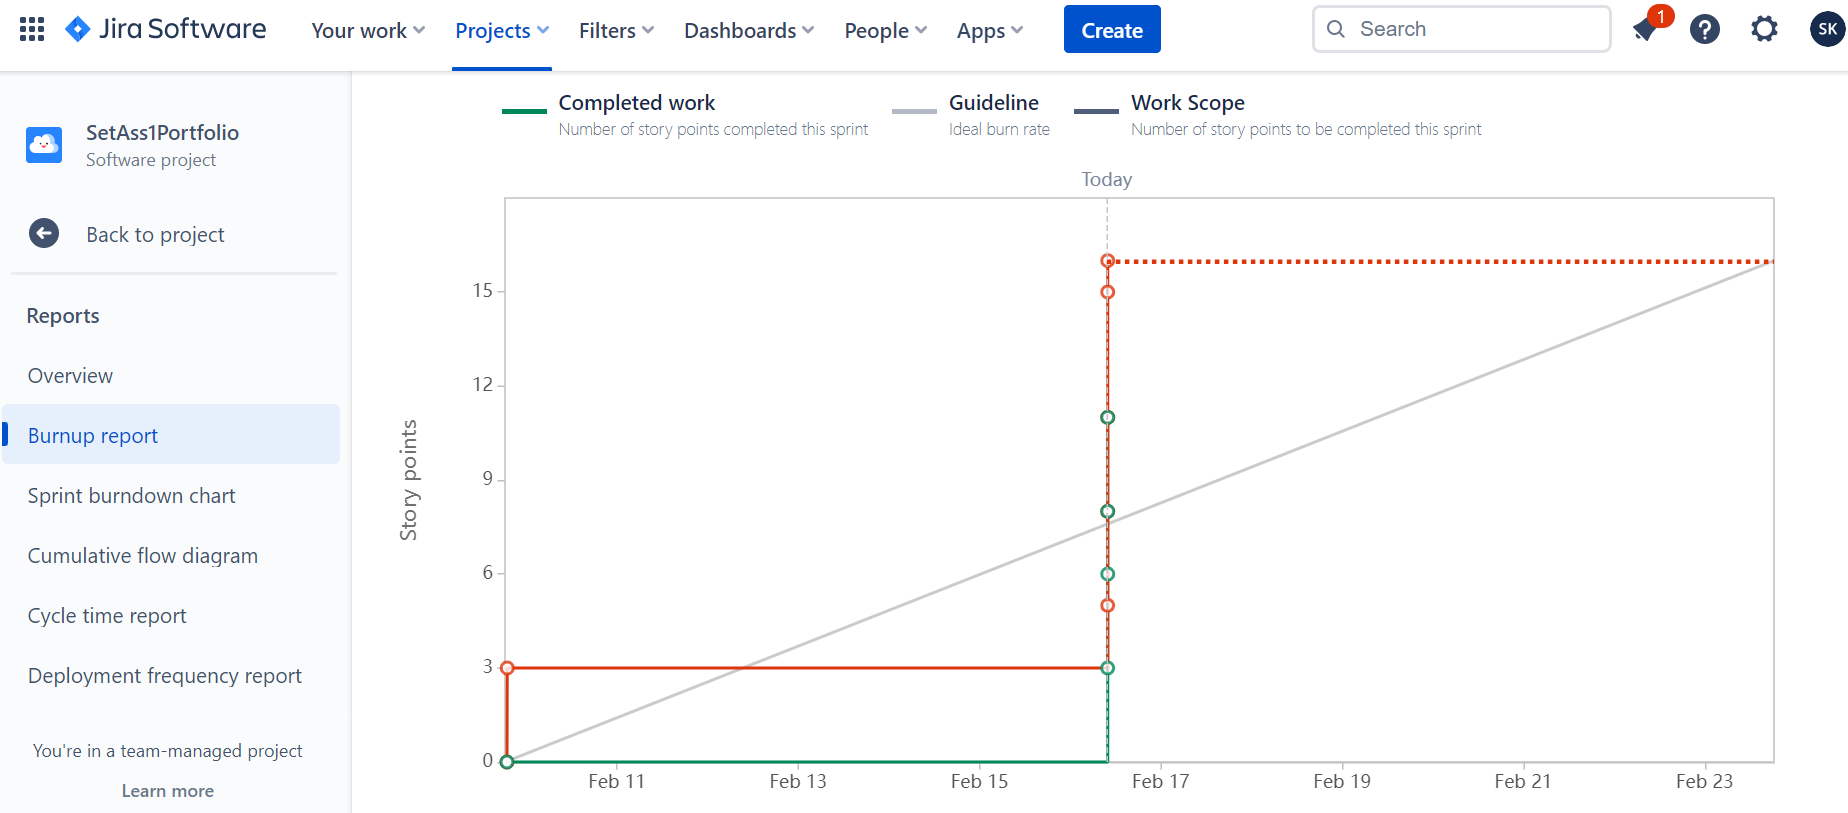 Jira Software Your work Projects Filters Dashboards People Apps Create Search 1 ? SK
SetAss1Portfolio
Software project
Back to project
Reports
Overview
Burnup report
Sprint burndown chart
Cumulative flow diagram
Cycle time report
Deployment frequency report
You're in a team-managed project
Learn more
Completed work
Number of story points completed this sprint
Guideline
Ideal burn rate
Work Scope
Number of story points to be completed this sprint
Today
Story points
15
12
9
6
3
0
Feb 11 Feb 13 Feb 15 Feb 17 Feb 19 Feb 21 Feb 23